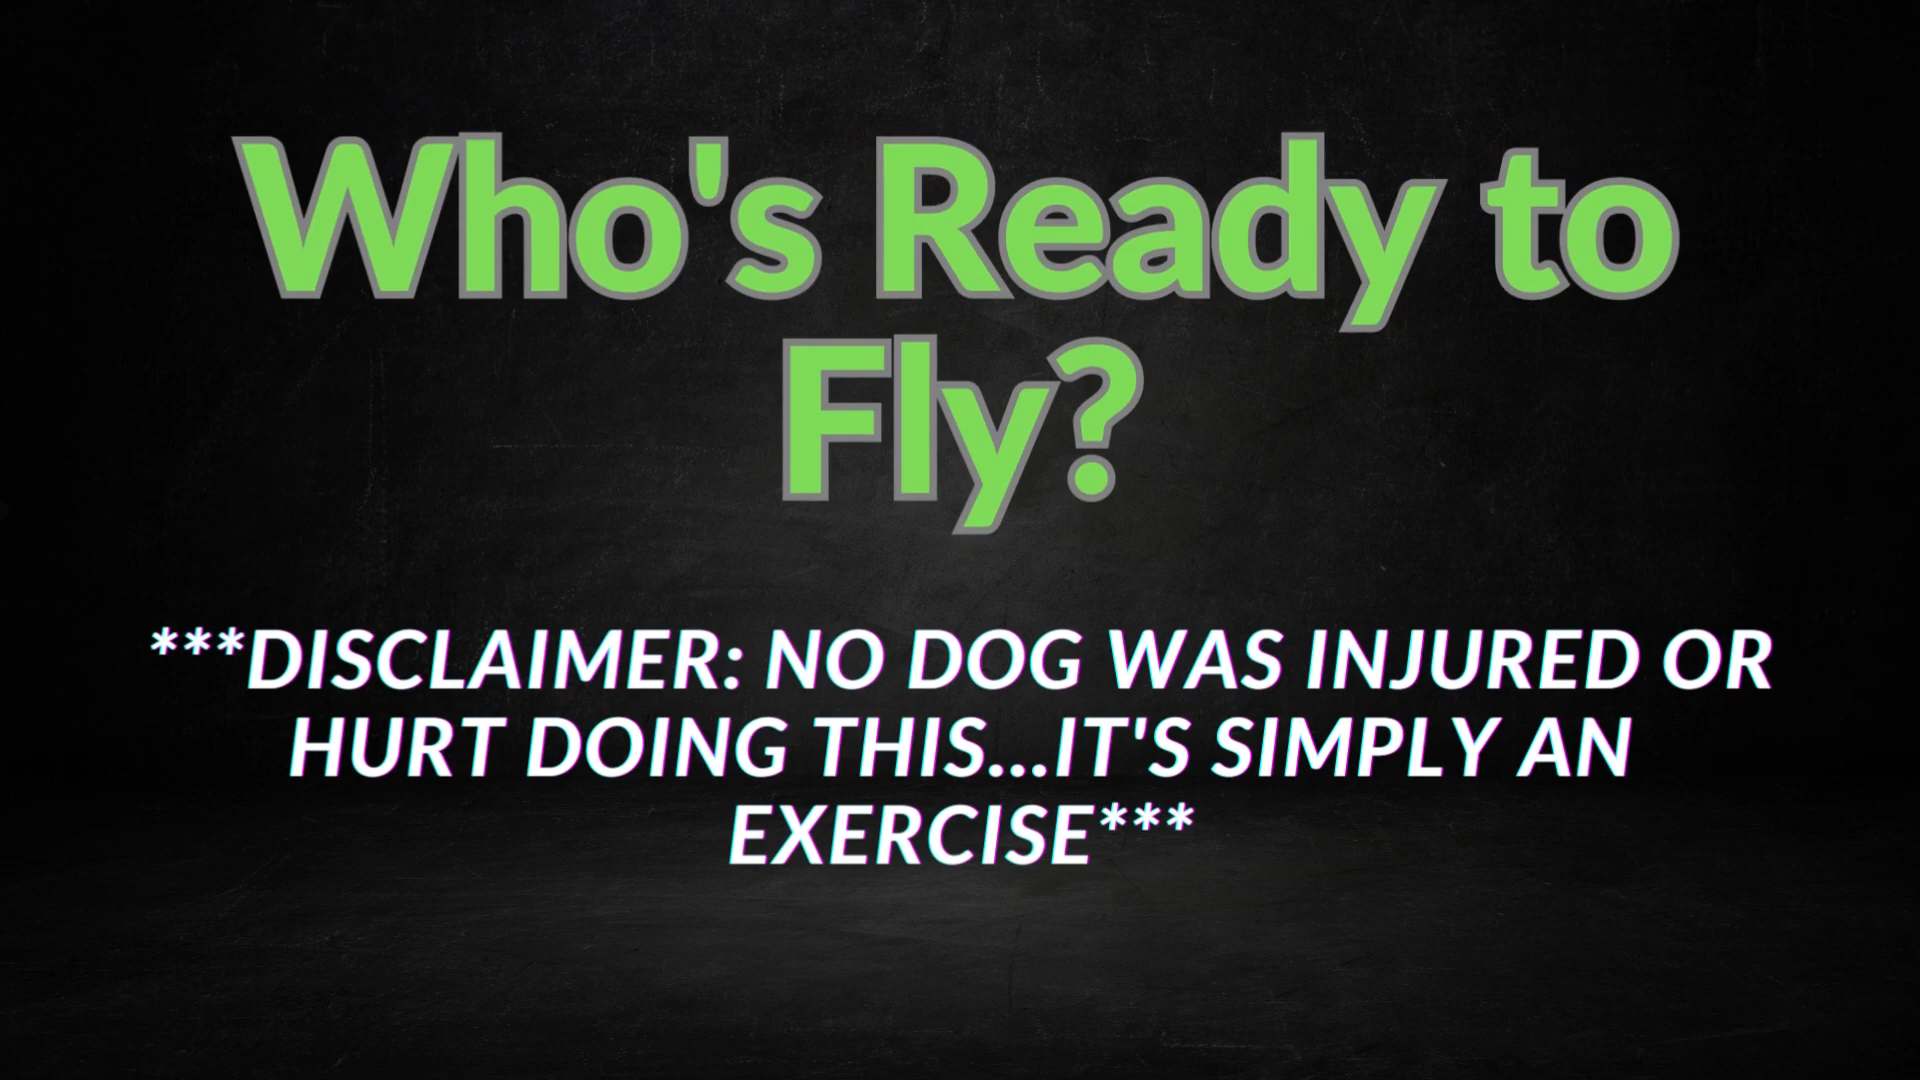 Who's Ready to
Fly?
***DISCLAIMER: NO DOG WAS INJURED OR
HURT DOING THIS...IT'S SIMPLY AN
EXERCISE***